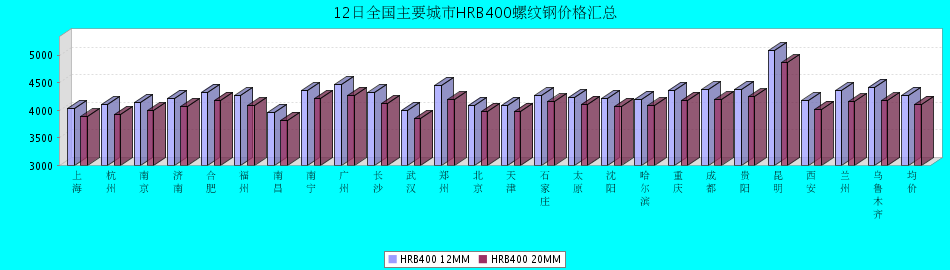 12日全国主要城市HRB400螺纹钢价格汇总
5000
4500
4000
3500
3000
上海
杭州
南京
济南
合肥
福州
南昌
南宁
广州
长沙
武汉
郑州
北京
天津
石家庄
太原
沈阳
哈尔滨
重庆
成都
贵阳
昆明
西安
兰州
乌鲁木齐
均价
HRB400 12MM HRB400 20MM